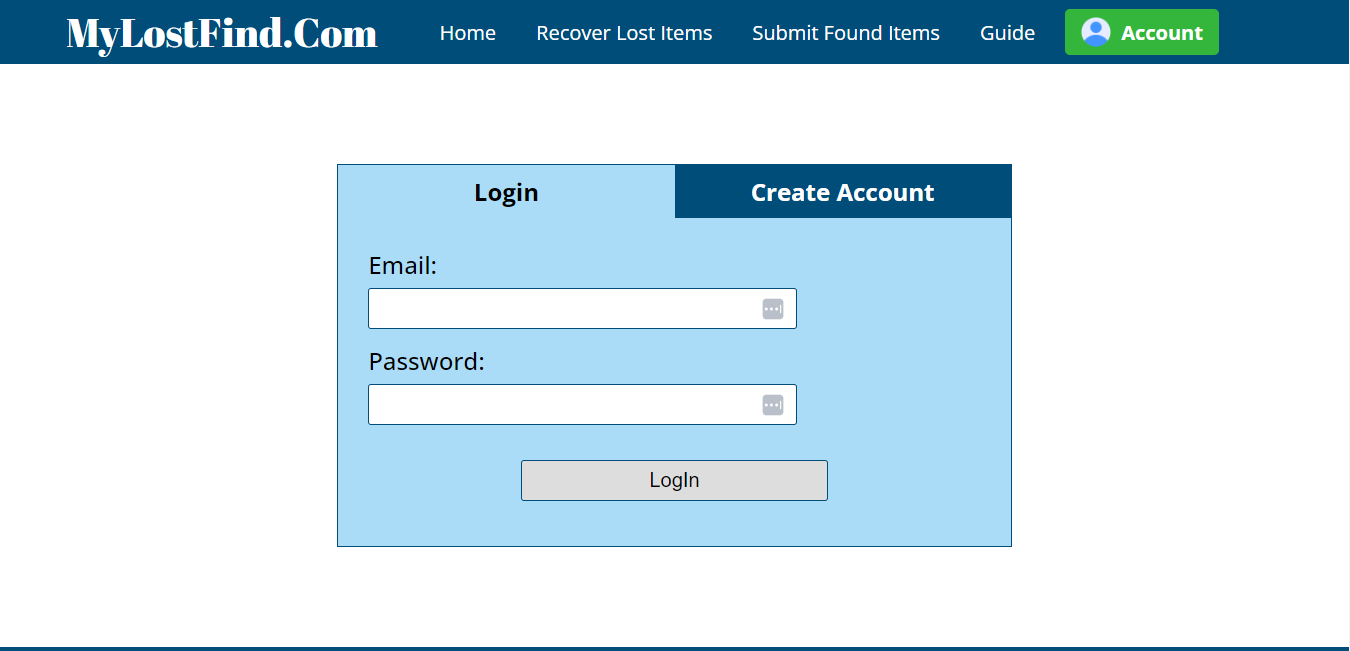 MyLostFind.Com Home Recover Lost Items Submit Found Items Guide Account
Login Create Account
Email:
Password:
LogIn